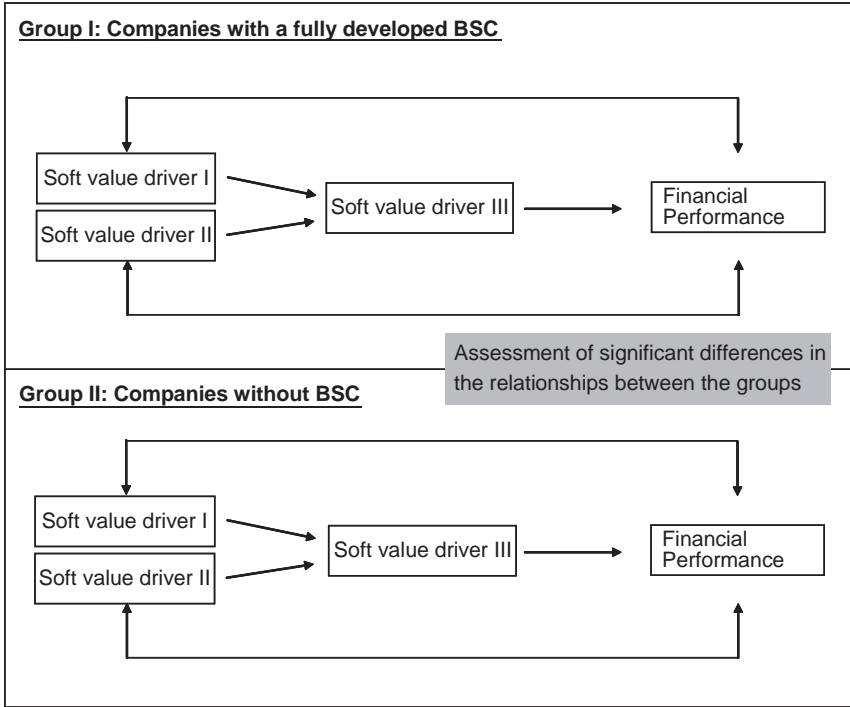 Group I: Companies with a fully developed BSC
Soft value driver I
Soft value driver II
Soft value driver III
Financial
Performance
Assessment of significant differences in
the relationships between the groups
Group II: Companies without BSC
Soft value driver I
Soft value driver II
Soft value driver III
Financial
Performance